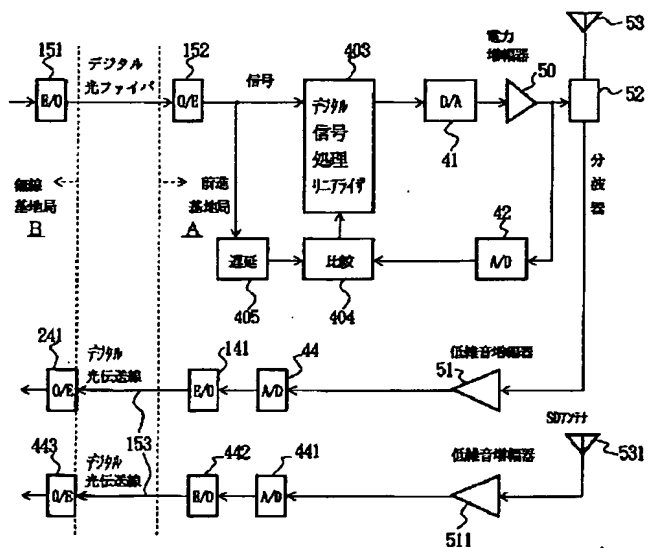 151
デジタル
光ファイバ
152
信号
403
電力
増幅器
50
53
E/O
O/E
デジタル
信号
処理
リニアライザ
D/A
41
52
分
波
器
無線
基地局
B
前進
基地局
A
遅延
405
比較
404
42
A/D
241
デジタル
光伝送線
141
44
低雑音増幅器
51
O/E
E/O
A/D
153
SDアンテナ
443
デジタル
光伝送線
442
441
低雑音増幅器
531
O/E
E/O
A/D
511